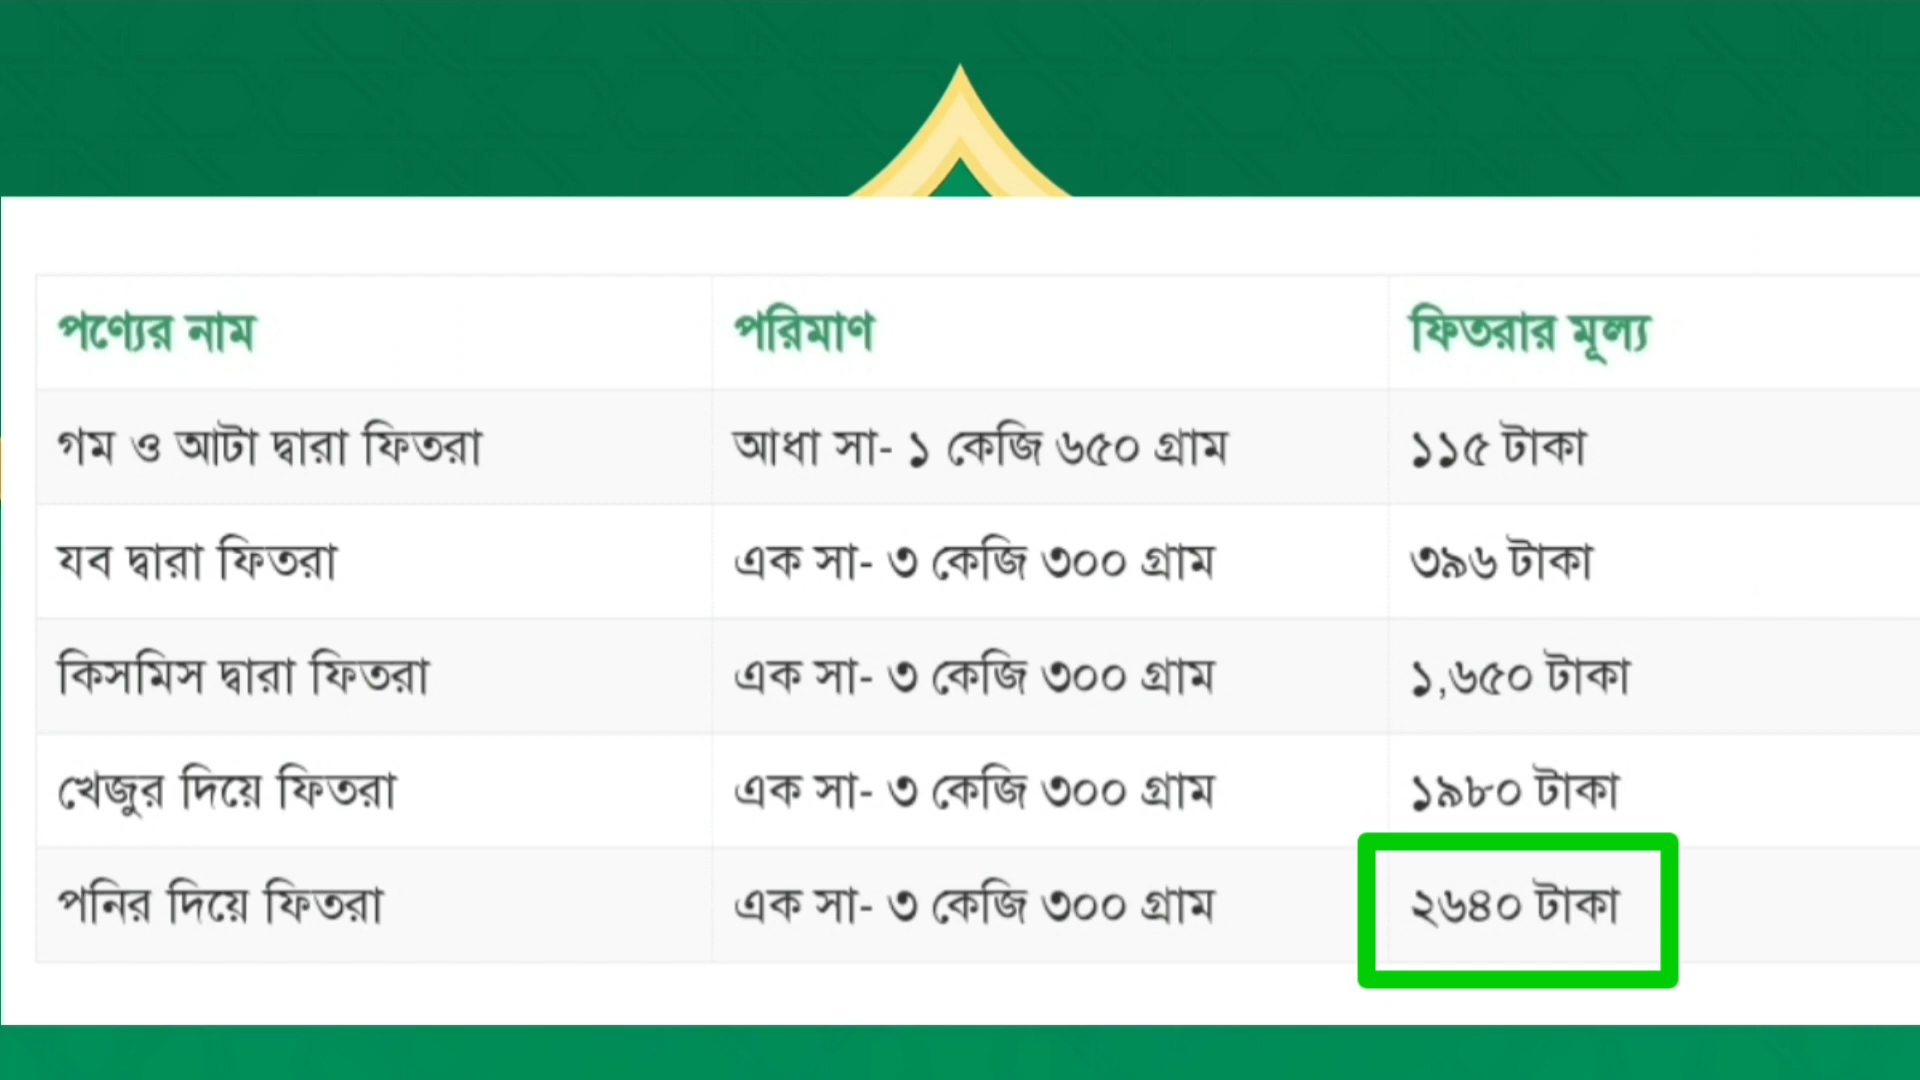 পণ্যের নাম পরিমাণ ফিতরার মূল্য
গম ও আটা দ্বারা ফিতরা আধা সা- ১ কেজি ৬৫০ গ্রাম ১১৫ টাকা
যব দ্বারা ফিতরা এক সা- ৩ কেজি ৩০০ গ্রাম ৩৯৬ টাকা
কিসমিস দ্বারা ফিতরা এক সা- ৩ কেজি ৩০০ গ্রাম ১,৬৫০ টাকা
খেজুর দিয়ে ফিতরা এক সা- ৩ কেজি ৩০০ গ্রাম ১৯৮০ টাকা
পনির দিয়ে ফিতরা এক সা- ৩ কেজি ৩০০ গ্রাম ২৬৪০ টাকা